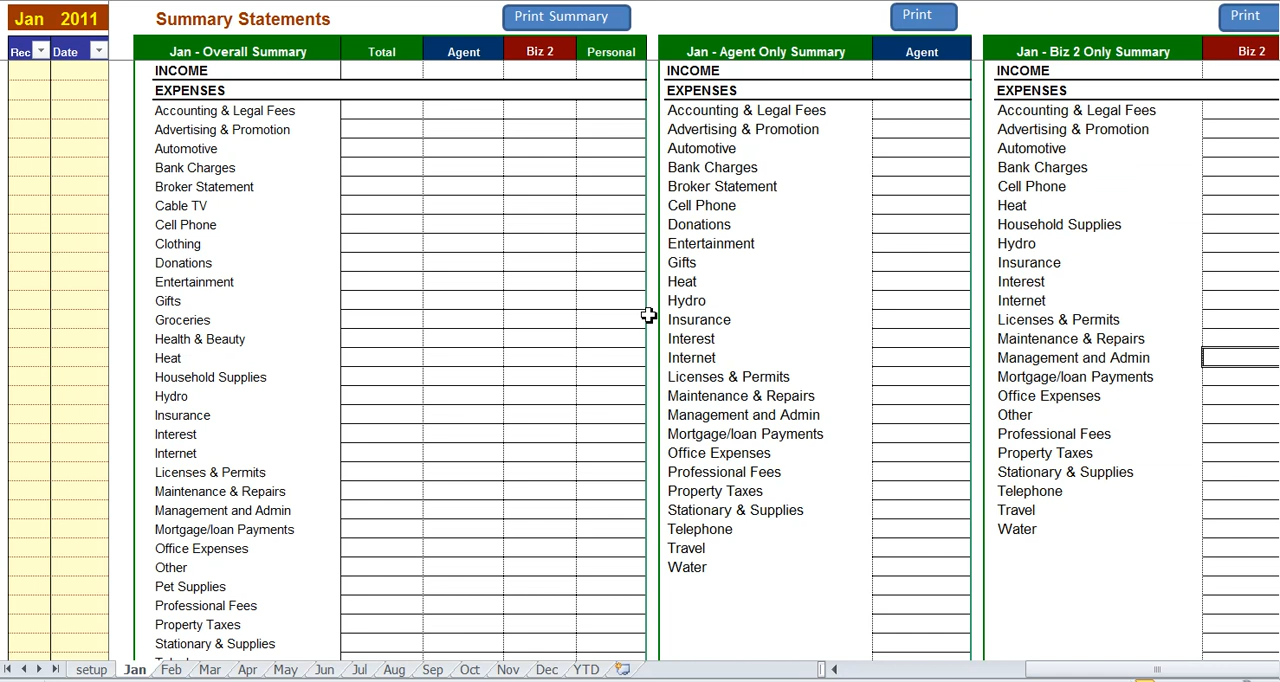 Jan 2011 Summary Statements Print Summary Print Print
Rec Date Jan - Overall Summary Total Agent Biz 2 Personal Jan - Agent Only Summary Agent Jan - Biz 2 Only Summary Biz 2
INCOME INCOME INCOME
EXPENSES EXPENSES EXPENSES
Accounting & Legal Fees Accounting & Legal Fees Accounting & Legal Fees
Advertising & Promotion Advertising & Promotion Advertising & Promotion
Automotive Automotive Automotive
Bank Charges Bank Charges Bank Charges
Broker Statement Broker Statement Cell Phone
Cable TV Cell Phone Heat
Cell Phone Donations Household Supplies
Clothing Entertainment Hydro
Donations Gifts Insurance
Entertainment Heat Interest
Gifts Hydro Internet
Groceries Insurance Licenses & Permits
Health & Beauty Interest Maintenance & Repairs
Heat Internet Management and Admin
Household Supplies Licenses & Permits Mortgage/loan Payments
Hydro Maintenance & Repairs Office Expenses
Insurance Management and Admin Other
Interest Mortgage/loan Payments Professional Fees
Internet Office Expenses Property Taxes
Licenses & Permits Professional Fees Stationary & Supplies
Maintenance & Repairs Property Taxes Telephone
Management and Admin Stationary & Supplies Travel
Mortgage/loan Payments Telephone Water
Office Expenses Travel
Other Water
Pet Supplies
Professional Fees
Property Taxes
Stationary & Supplies
setup Jan Feb Mar Apr May Jun Jul Aug Sep Oct Nov Dec YTD